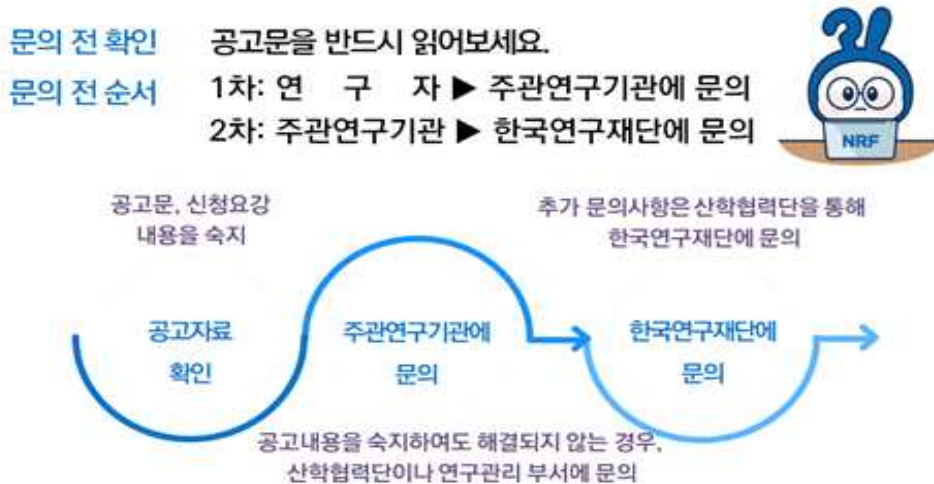 문의 전 확인 공고문을 반드시 읽어보세요.
문의 전 순서 1차: 연 구 자 ▶ 주관연구기관에 문의
2차: 주관연구기관 ▶ 한국연구재단에 문의
NRF
공고문, 신청요강
내용을 숙지
추가 문의사항은 산학협력단을 통해
한국연구재단에 문의
공고자료
확인
주관연구기관에
문의
한국연구재단에
문의
공고내용을 숙지하여도 해결되지 않는 경우,
산학협력단이나 연구관리 부서에 문의